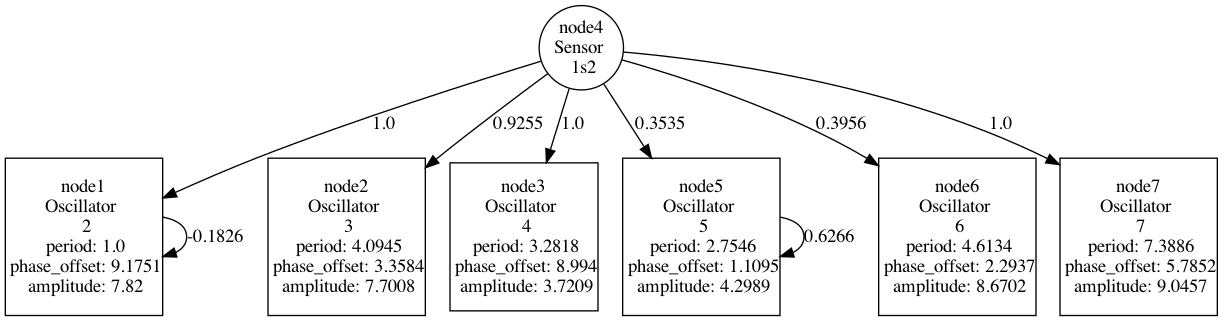 node4
Sensor
1s2
1.0
0.9255
1.0
0.3535
0.3956
1.0
node1
Oscillator
2
period: 1.0
phase_offset: 9.1751
amplitude: 7.82
-0.1826
node2
Oscillator
3
period: 4.0945
phase_offset: 3.3584
amplitude: 7.7008
node3
Oscillator
4
period: 3.2818
phase_offset: 8.994
amplitude: 3.7209
node5
Oscillator
5
period: 2.7546
phase_offset: 1.1095
amplitude: 4.2989
0.6266
node6
Oscillator
6
period: 4.6134
phase_offset: 2.2937
amplitude: 8.6702
node7
Oscillator
7
period: 7.3886
phase_offset: 5.7852
amplitude: 9.0457